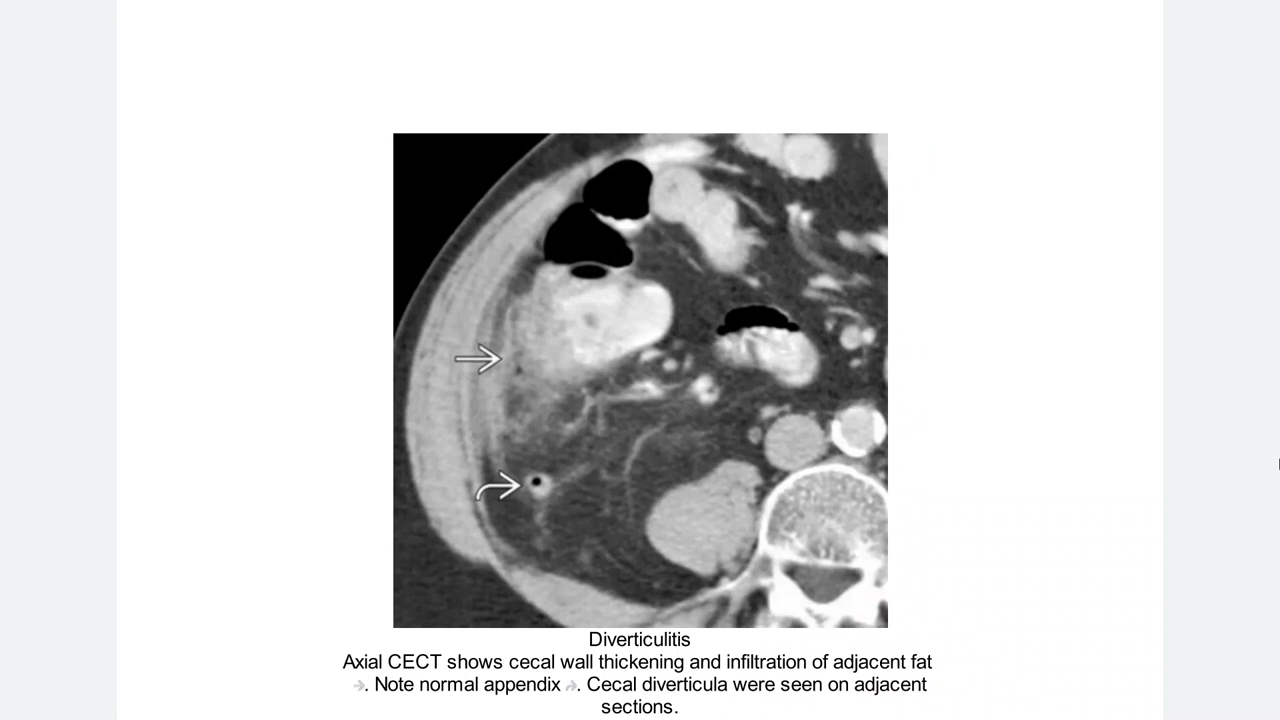 Diverticulitis
Axial CECT shows cecal wall thickening and infiltration of adjacent fat
. Note normal appendix . Cecal diverticula were seen on adjacent
sections.